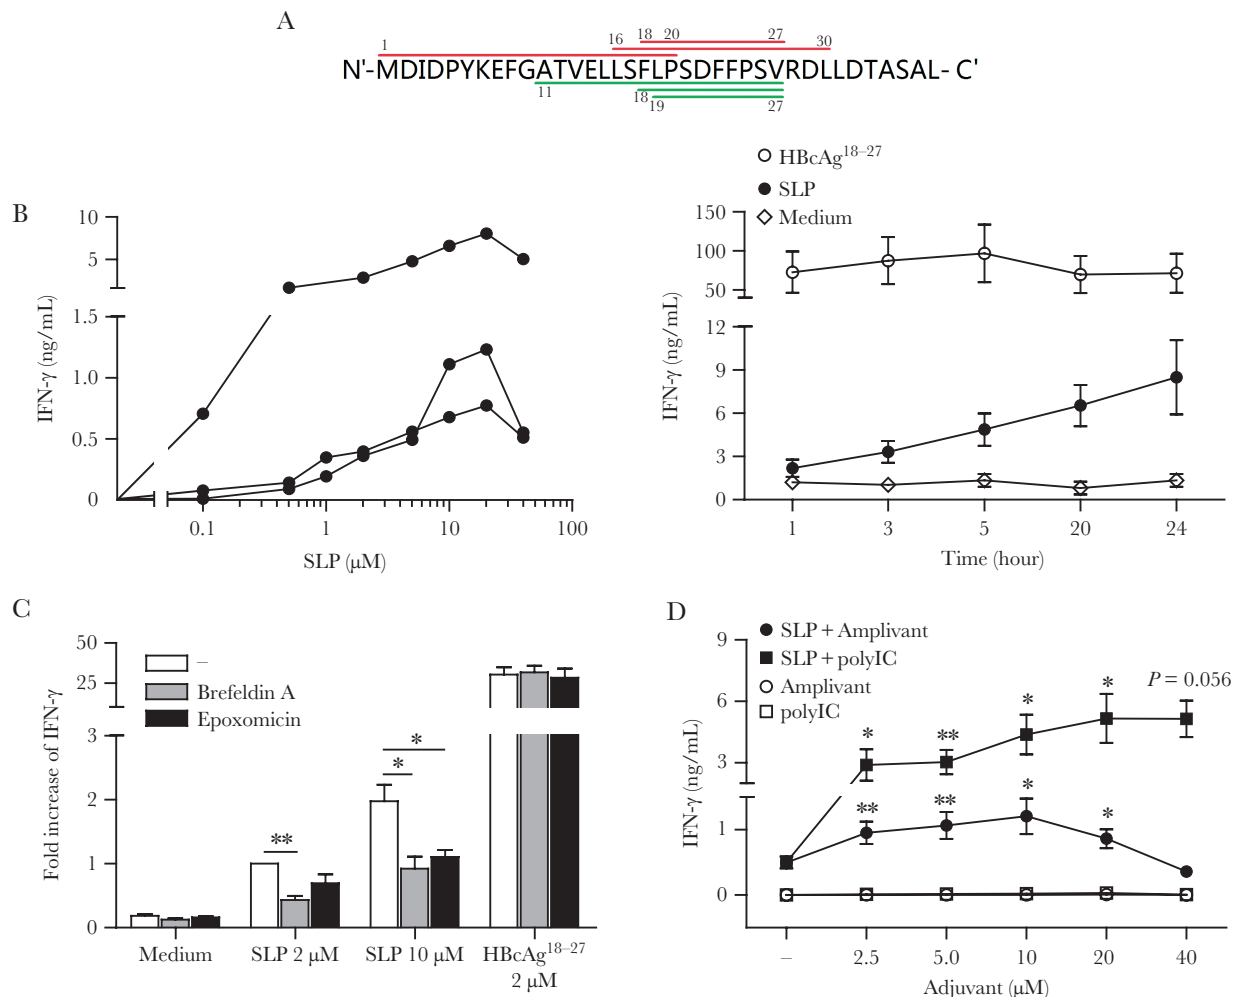 A
1 16 18 20 27 30
N'-MDIDPYKEFGATVELLSFLPSDFFPSVRDLLDTASAL- C'
11 18 19 27
B
IFN-γ (ng/mL)
10
5
1.5
1.0
0.5
0
0.1 1 10 100
SLP (μM)
HBcAg18–27
SLP
Medium
IFN-γ (ng/mL)
150
100
50
12
9
6
3
0
1 3 5 20 24
Time (hour)
C
Fold increase of IFN-γ
50
25
3
2
1
0
–
Brefeldin A
Epoxomicin
**
*
*
Medium SLP 2 μM SLP 10 μM HBcAg18–27
2 μM
D
SLP + Amplivant
SLP + polyIC
Amplivant
polyIC
P = 0.056
IFN-γ (ng/mL)
9
6
3
1
0
* ** * *
** ** * *
– 2.5 5.0 10 20 40
Adjuvant (μM)